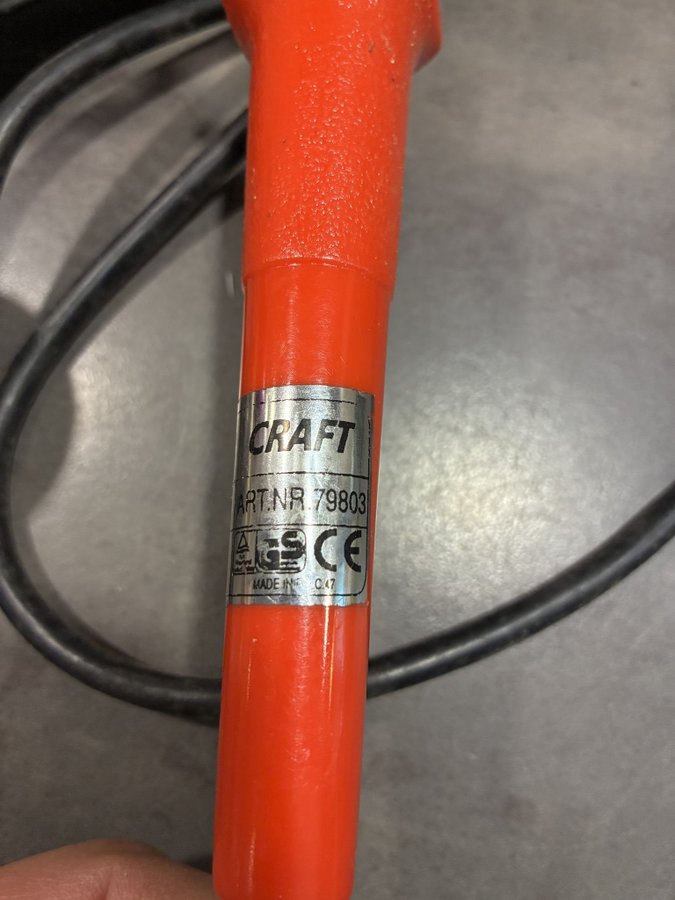 CRAFT
ART.NR.79803
GS CE
MADE IN